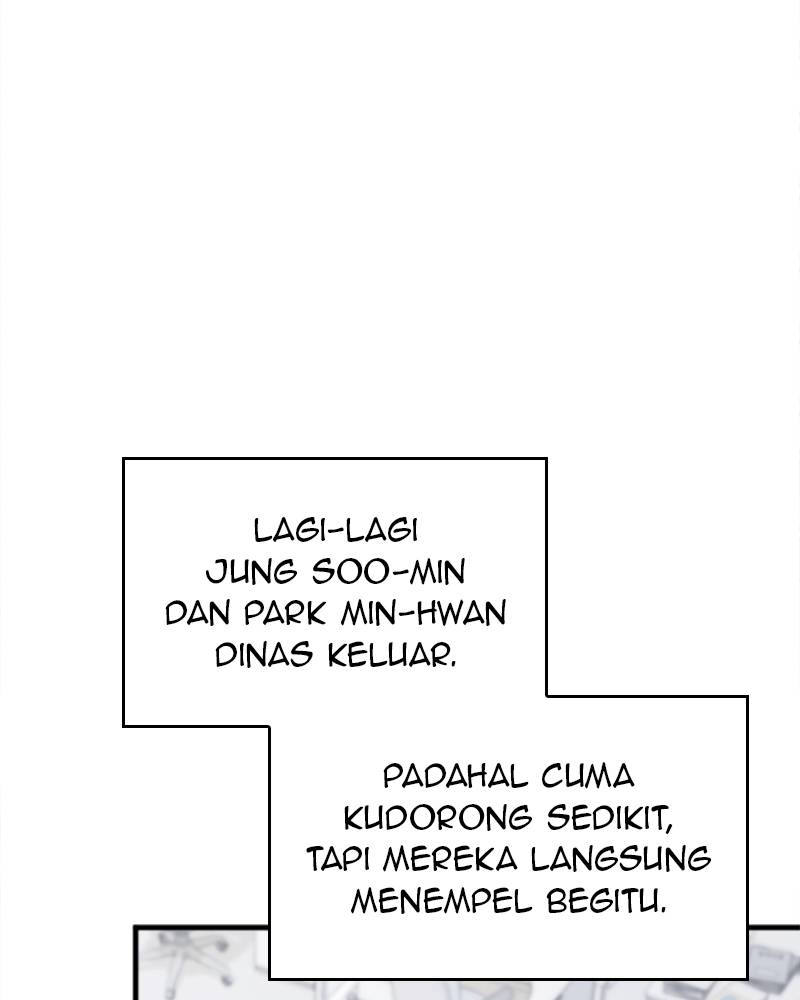 LAGI-LAGI
JUNG SOO-MIN
DAN PARK MIN-HWAN
DINAS KELUAR.
PADAHAL CUMA
KUDORONG SEDIKIT,
TAPI MEREKA LANGSUNG
MENEMPEL BEGITU.